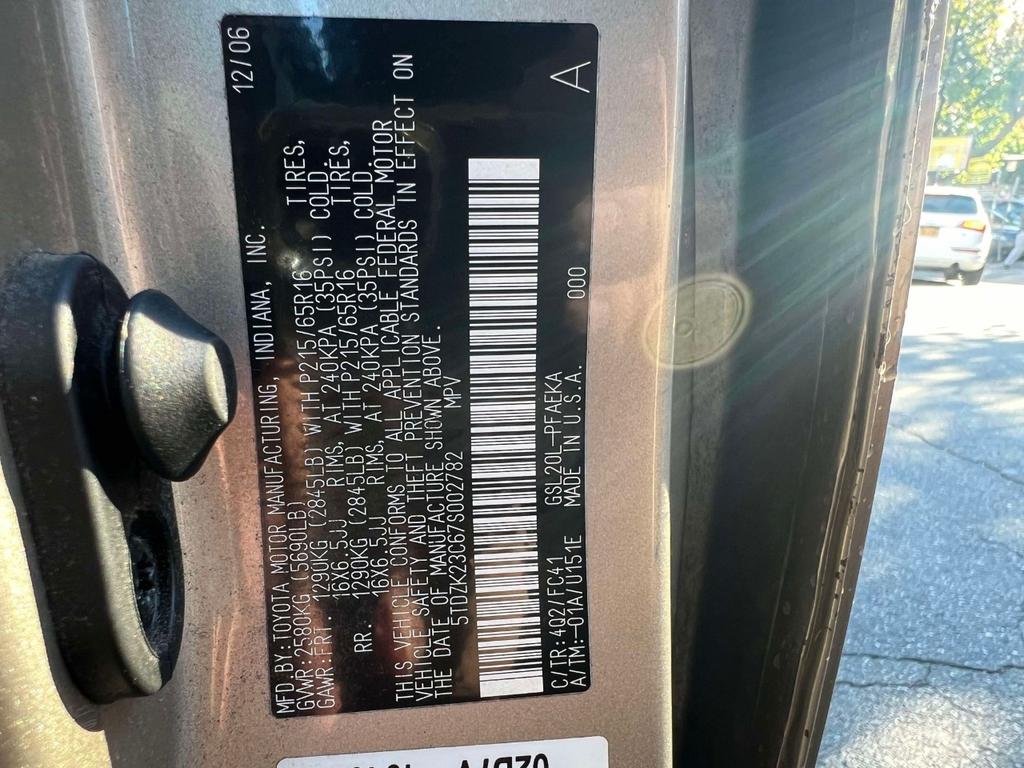 MFD.BY:TOYOTA MOTOR MANUFACTURING, INDIANA, INC. 12/06
GVWR:2580KG(5690LB)
GAWR:FRT. 1290KG (2845LB) WITH P215/65R16 TIRES,
16X6.5JJ RIMS, AT 240KPA (35PSI) COLD
RR. 1290KG (2845LB) WITH P215/65R16 TIRES,
16X6.5JJ RIMS, AT 240KPA (35PSI) COLD.
THIS VEHICLE CONFORMS TO ALL APPLICABLE FEDERAL MOTOR
VEHICLE SAFETY AND THEFT PREVENTION STANDARDS IN EFFECT ON
THE DATE OF MANUFACTURE SHOWN ABOVE.
5TDZK23C67S002782 MPV
A
C/TR:4Q2/FC41 GSL20L-PFAEKA 000
A/TM:-01A/U151E MADE IN U.S.A.